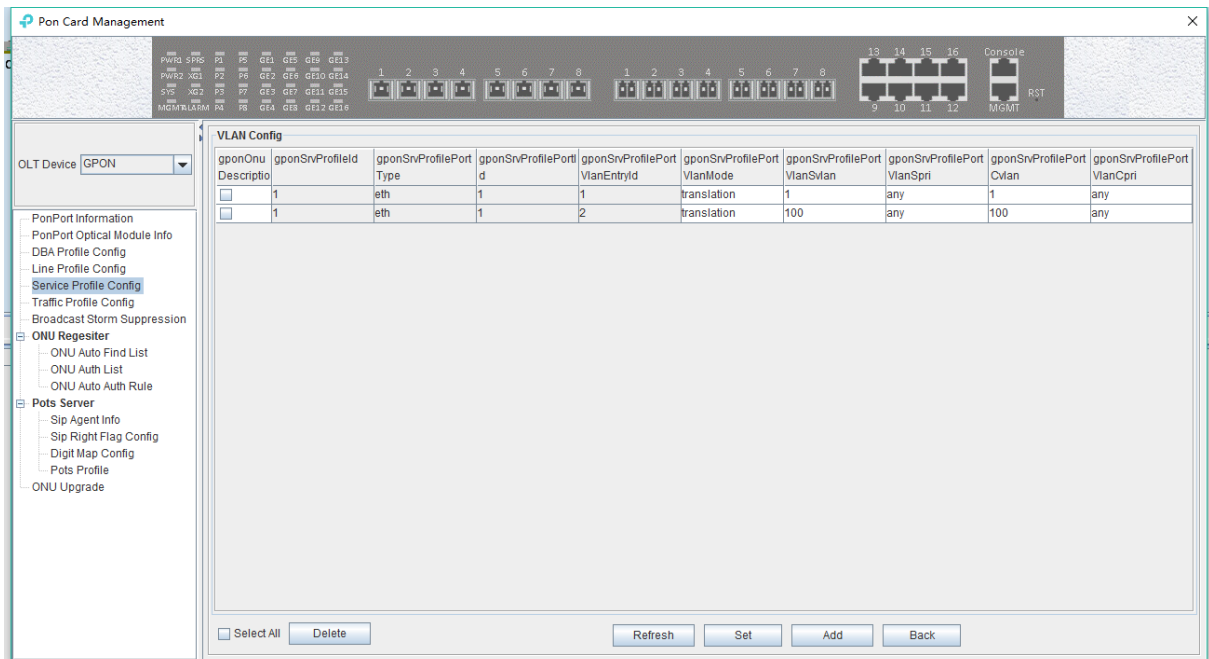 Pon Card Management
PWR1 SPR5 P1 P5 GE1 GE5 GE9 GE13
PWR2 XG1 P2 P6 GE2 GE6 GE10 GE14
SYS XG2 P3 P7 GE3 GE7 GE11 GE15
MGMT ALARM P4 P8 GE4 GE8 GE12 GE16
1 2 3 4 5 6 7 8 1 2 3 4 5 6 7 8
13 14 15 16 Console
9 10 11 12 MGMT
RST
OLT Device GPON
PonPort Information
PonPort Optical Module Info
DBA Profile Config
Line Profile Config
Service Profile Config
Traffic Profile Config
Broadcast Storm Suppression
ONU Regesiter
ONU Auto Find List
ONU Auth List
ONU Auto Auth Rule
Pots Server
Sip Agent Info
Sip Right Flag Config
Digit Map Config
Pots Profile
ONU Upgrade
VLAN Config
gponOnu gponSrvProfileId gponSrvProfilePort gponSrvProfilePortI gponSrvProfilePort gponSrvProfilePort gponSrvProfilePort gponSrvProfilePort gponSrvProfilePort gponSrvProfilePort
Descriptio Type d VlanEntryId VlanMode VlanSvlan VlanSpri Cvlan VlanCpri
1 eth 1 1 translation 1 any 1 any
1 eth 1 2 translation 100 any 100 any
Select All Delete Refresh Set Add Back